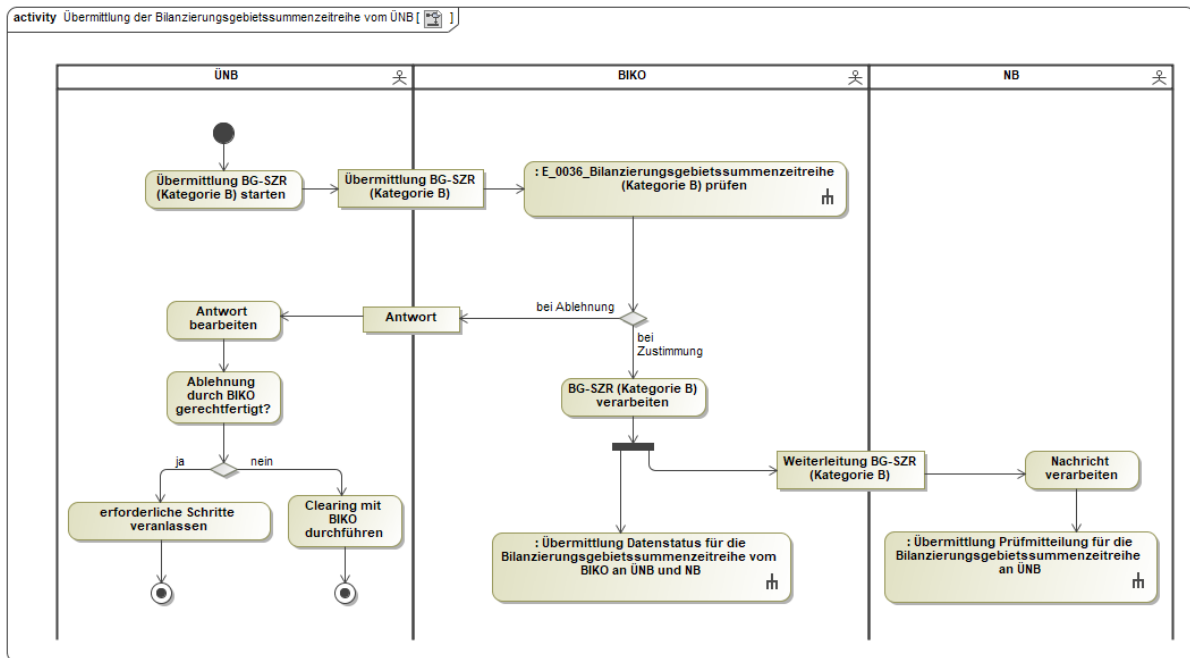 activity Übermittlung der Bilanzierungsgebietssummenzeitreihe vom ÜNB [ ]
ÜNB
BIKO
NB
Übermittlung BG-SZR
(Kategorie B) starten
Übermittlung BG-SZR
(Kategorie B)
: E_0036_Bilanzierungsgebietssummenzeitreihe
(Kategorie B) prüfen
bei Ablehnung
Antwort
Antwort
bearbeiten
bei
Zustimmung
Ablehnung
durch BIKO
gerechtfertigt?
BG-SZR (Kategorie B)
verarbeiten
ja
nein
Weiterleitung BG-SZR
(Kategorie B)
Nachricht
verarbeiten
erforderliche Schritte
veranlassen
Clearing mit
BIKO
durchführen
: Übermittlung Datenstatus für die
Bilanzierungsgebietssummenzeitreihe vom
BIKO an ÜNB und NB
: Übermittlung Prüfmitteilung für die
Bilanzierungsgebietssummenzeitreihe
an ÜNB